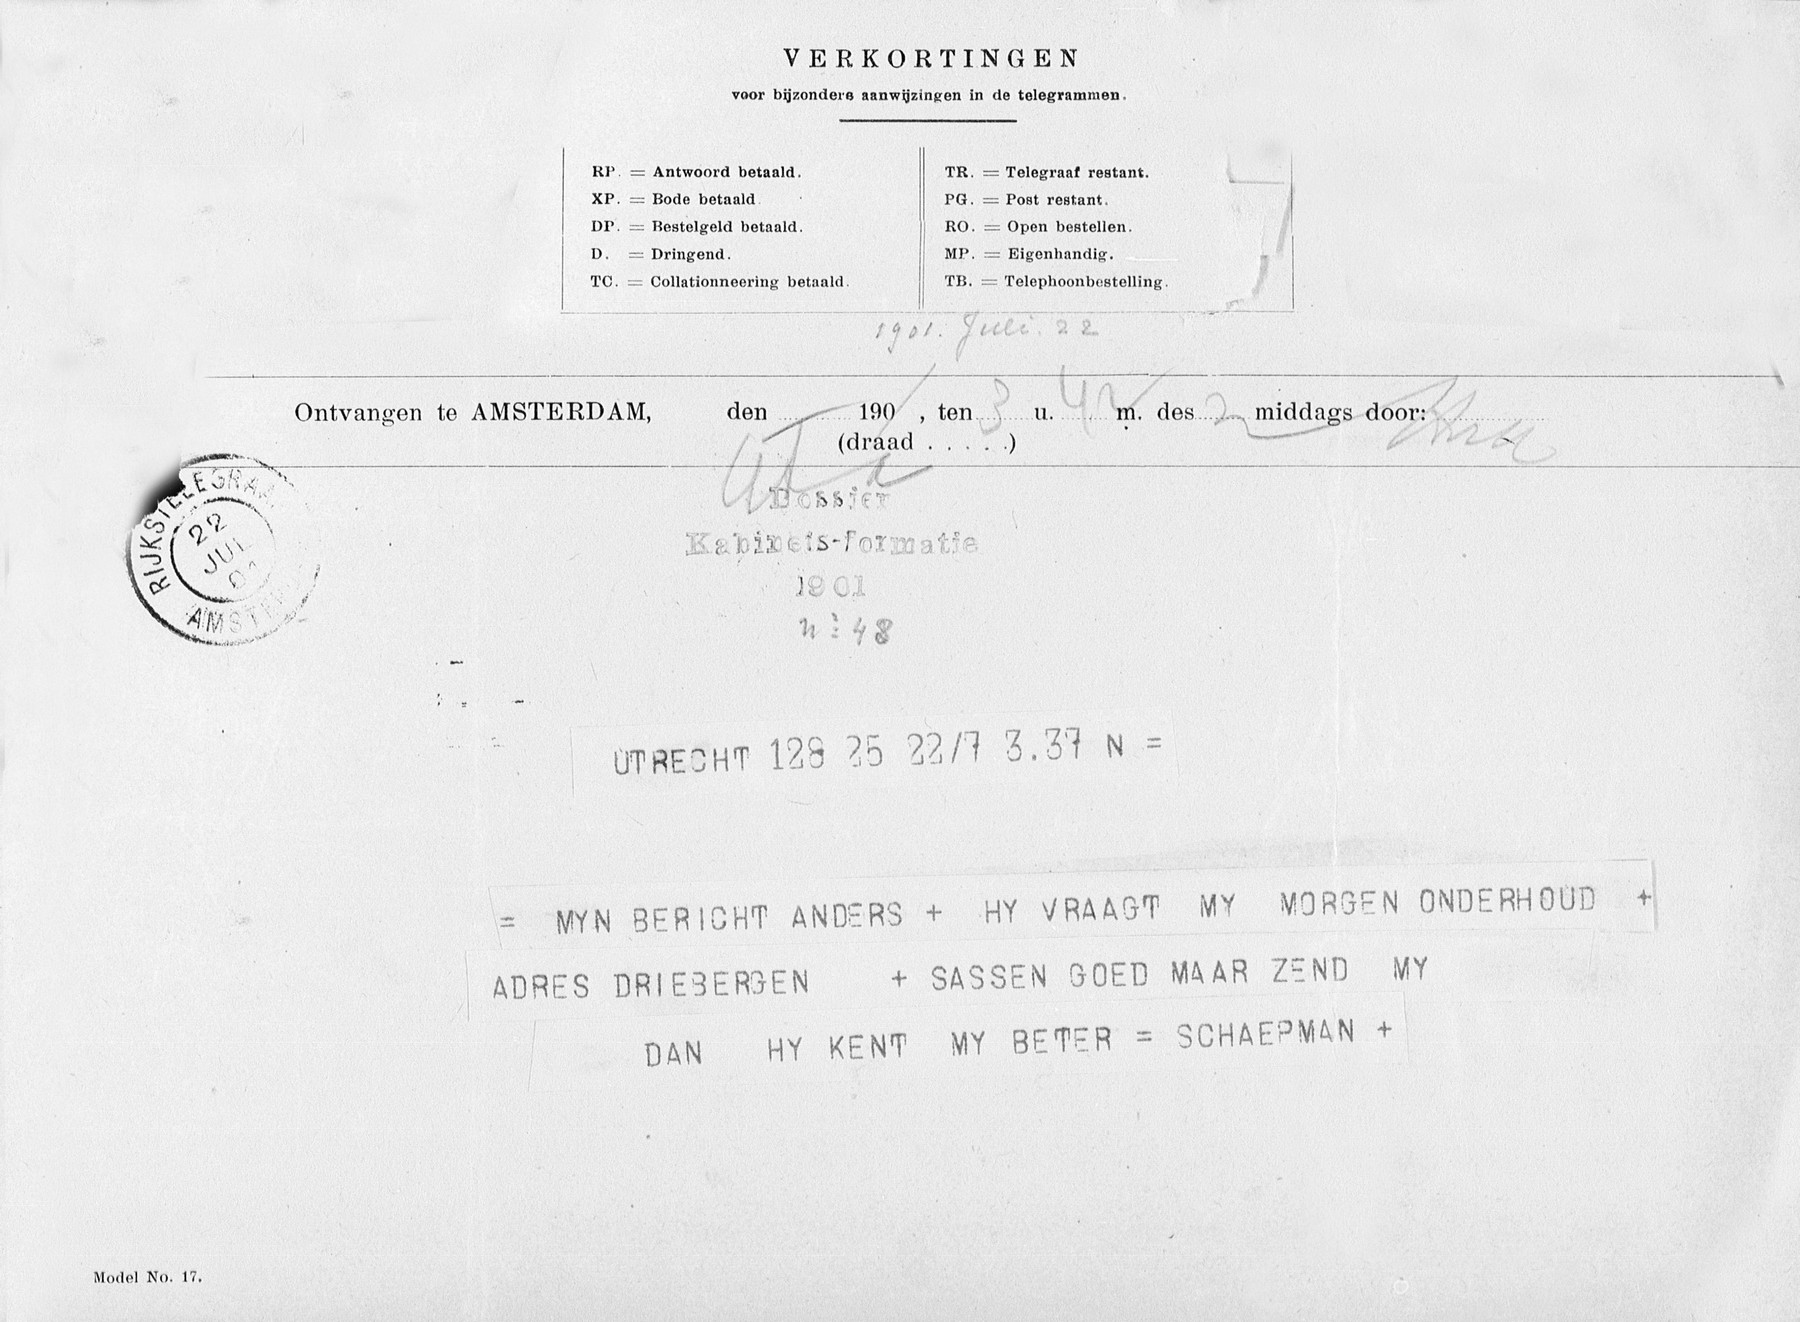 VERKORTINGEN
voor bijzondere aanwijzingen in de telegrammen.
RP. = Antwoord betaald.
XP. = Bode betaald
DP. = Bestelgeld betaald.
D. = Dringend.
TC. = Collationneering betaald.
TR. = Telegraaf restant.
PG. = Post restant.
RO. = Open bestellen.
MP. = Eigenhandig.
TB. = Telephoonbestelling.
1901. Juli. 22
Ontvangen te AMSTERDAM, den 190 , ten 3 u. 42 m. des n middags door:
(draad . . . . .)
RIJKSTELEGRAA
22
JUL
01
AMSTER
Dossier
Kabinets-formatie
1901
no 48
UTRECHT 128 25 22/7 3.37 N =
= MYN BERICHT ANDERS + HY VRAAGT MY MORGEN ONDERHOUD +
ADRES DRIEBERGEN + SASSEN GOED MAAR ZEND MY
DAN HY KENT MY BETER = SCHAEPMAN +
Model No. 17.